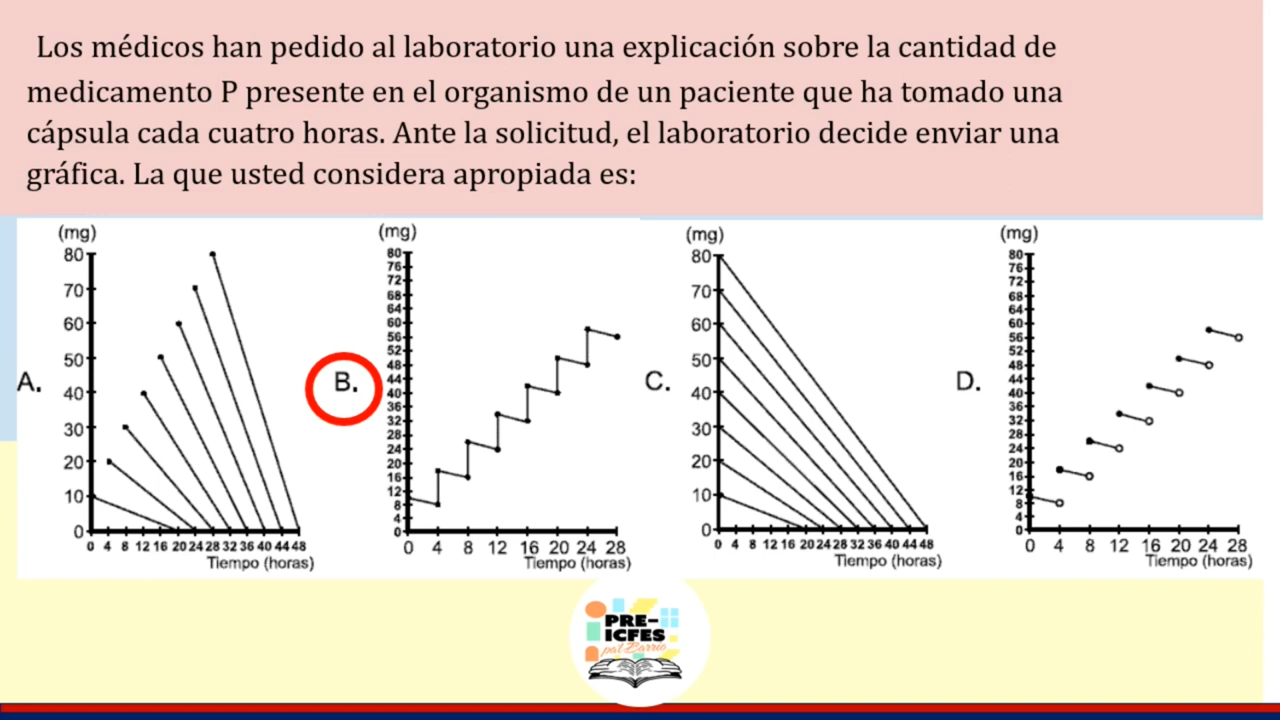 Los médicos han pedido al laboratorio una explicación sobre la cantidad de
medicamento P presente en el organismo de un paciente que ha tomado una
cápsula cada cuatro horas. Ante la solicitud, el laboratorio decide enviar una
gráfica. La que usted considera apropiada es:
A.
(mg)
80
70
60
50
40
30
20
10
0
0 4 8 12 16 20 24 28 32 36 40 44 48
Tiempo (horas)
B.
(mg)
80
76
72
68
64
60
56
52
48
44
40
36
32
28
24
20
16
12
8
4
0
0 4 8 12 16 20 24 28
Tiempo (horas)
C.
(mg)
80
70
60
50
40
30
20
10
0
0 4 8 12 16 20 24 28 32 36 40 44 48
Tiempo (horas)
D.
(mg)
80
76
72
68
64
60
56
52
48
44
40
36
32
28
24
20
16
12
8
4
0
0 4 8 12 16 20 24 28
Tiempo (horas)
PRE-
ICFES
pal Barrio